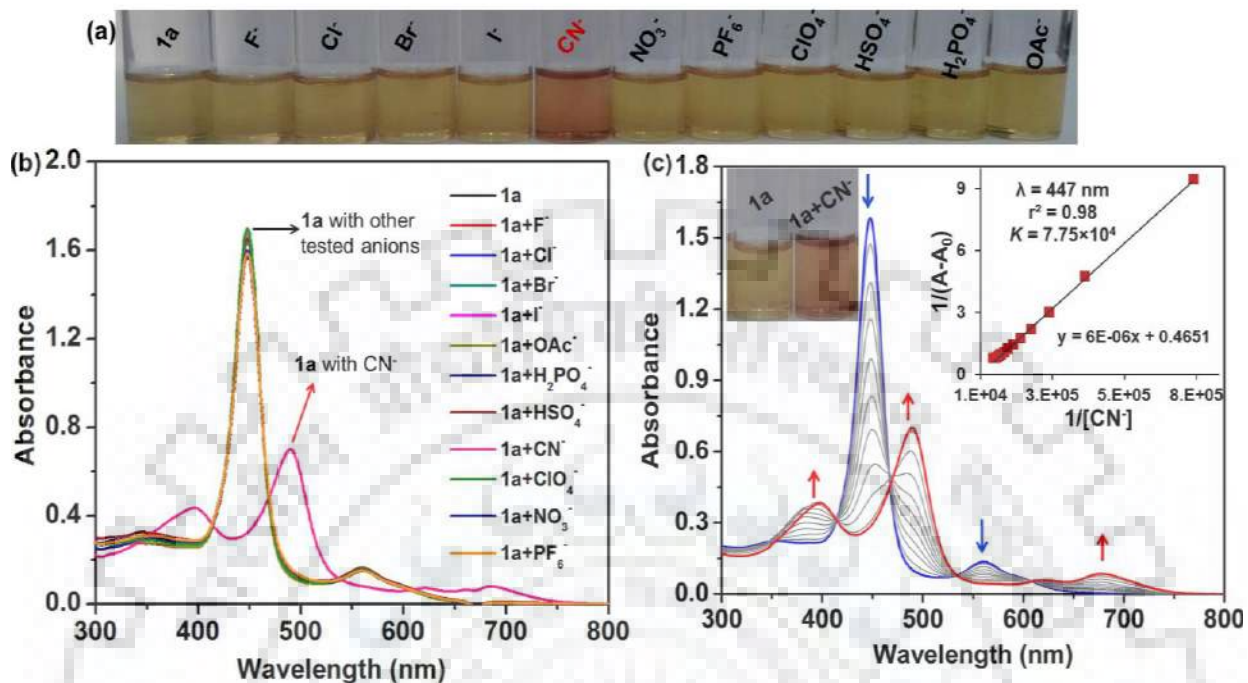 (a)
1a
F⁻
Cl⁻
Br⁻
I⁻
CN⁻
NO₃⁻
PF₆⁻
ClO₄⁻
HSO₄⁻
H₂PO₄⁻
OAc⁻
(b)
2.0
1.6
1.2
0.8
0.4
0.0
Absorbance
300 400 500 600 700 800
Wavelength (nm)
1a with other
tested anions
1a with CN⁻
1a
1a+F⁻
1a+Cl⁻
1a+Br⁻
1a+I⁻
1a+OAc⁻
1a+H₂PO₄⁻
1a+HSO₄⁻
1a+CN⁻
1a+ClO₄⁻
1a+NO₃⁻
1a+PF₆⁻
(c)
1.8
1.5
1.2
0.9
0.6
0.3
0.0
Absorbance
300 400 500 600 700 800
Wavelength (nm)
1a
1a+CN⁻
9
6
3
0
1/(A-A₀)
λ = 447 nm
r² = 0.98
K = 7.75×10⁴
y = 6E-06x + 0.4651
1.E+04 3.E+05 5.E+05 8.E+05
1/[CN⁻]